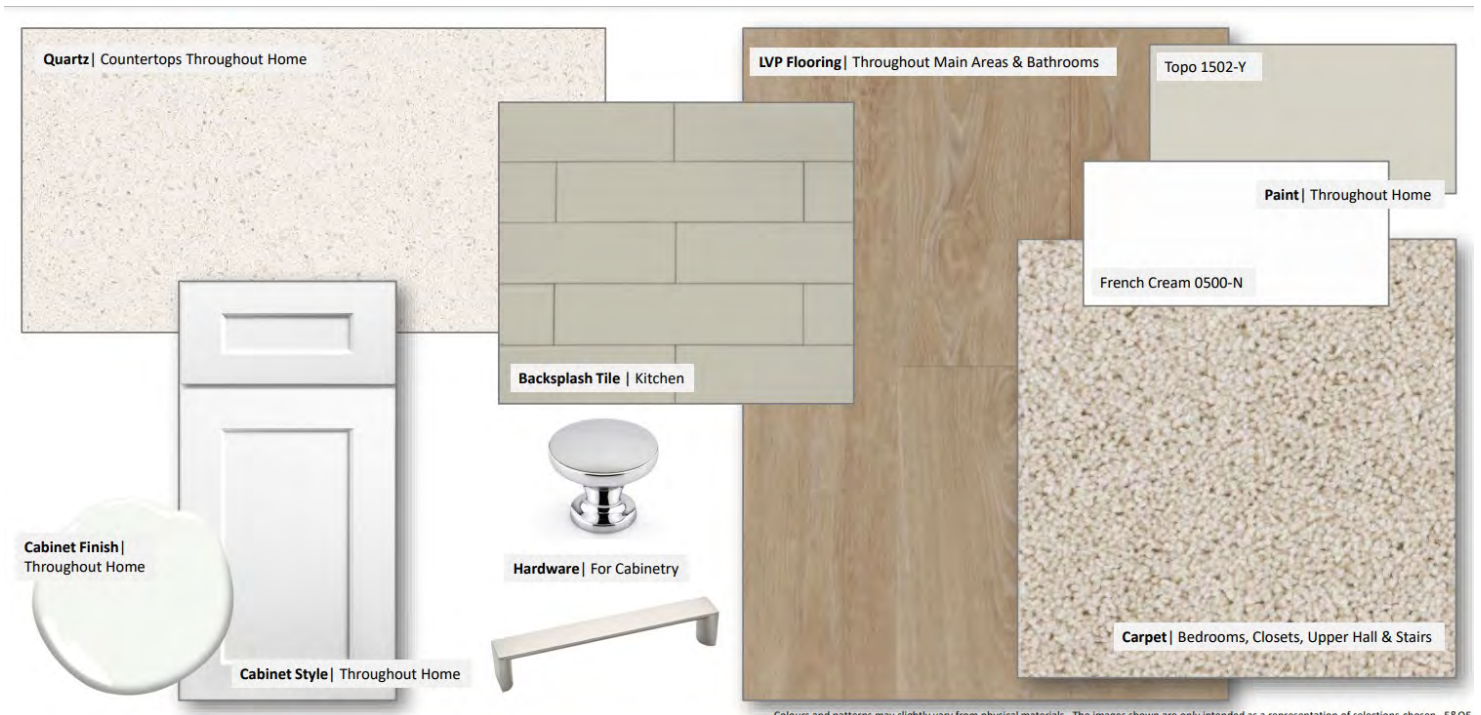 Quartz| Countertops Throughout Home
LVP Flooring| Throughout Main Areas & Bathrooms
Topo 1502-Y
Paint| Throughout Home
French Cream 0500-N
Backsplash Tile | Kitchen
Cabinet Finish|
Throughout Home
Hardware| For Cabinetry
Carpet| Bedrooms, Closets, Upper Hall & Stairs
Cabinet Style| Throughout Home
Colours and patterns may slightly vary from physical materials. The images shown are only intended as a representation of selections chosen. E&OE